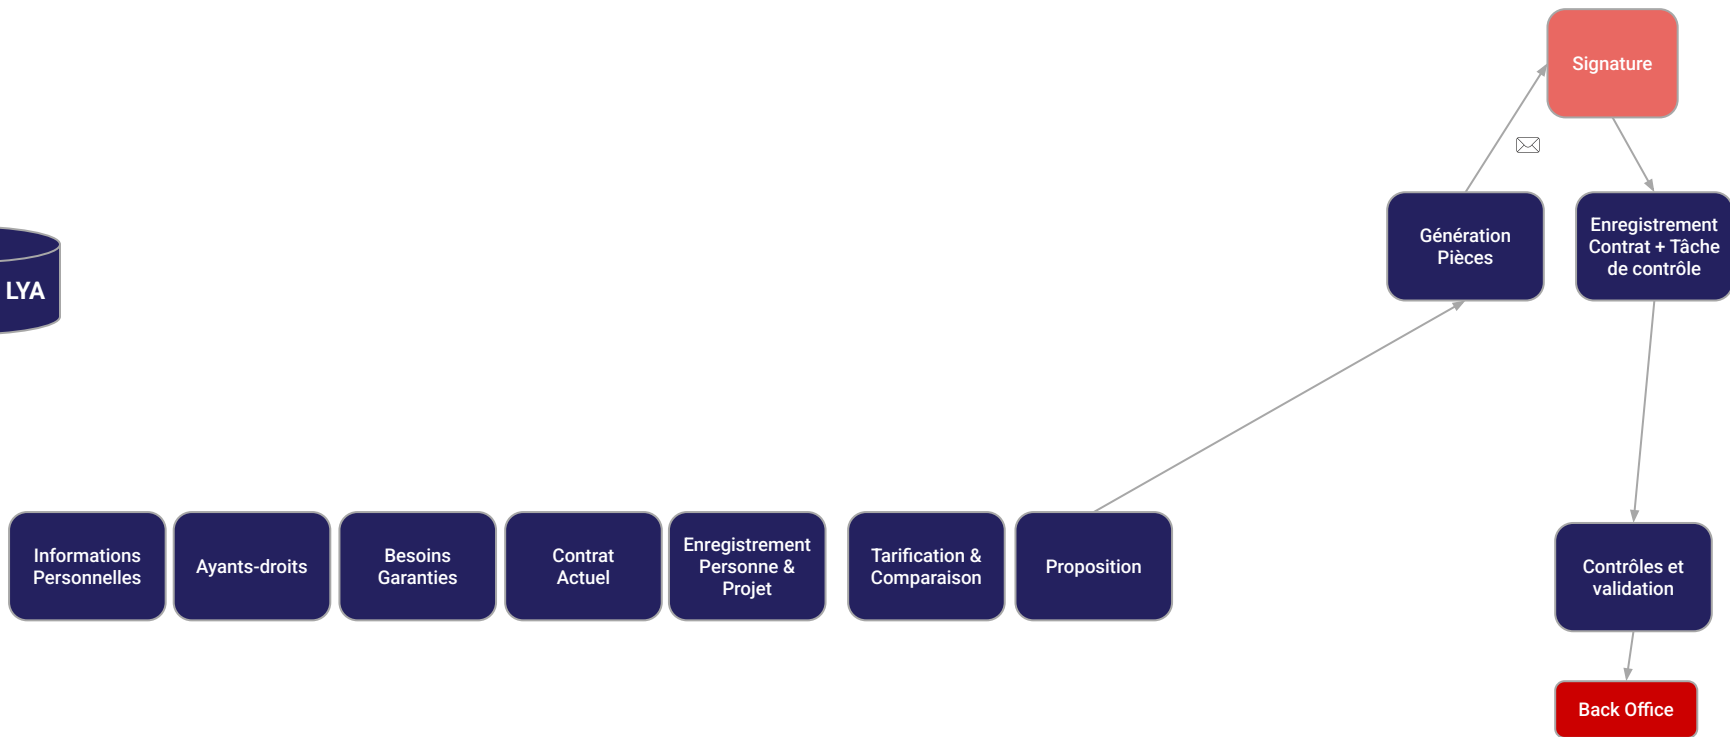 Signature
Génération
Pièces
Enregistrement
Contrat + Tâche
de contrôle
LYA
Informations
Personnelles
Ayants-droits
Besoins
Garanties
Contrat
Actuel
Enregistrement
Personne &
Projet
Tarification &
Comparaison
Proposition
Contrôles et
validation
Back Office